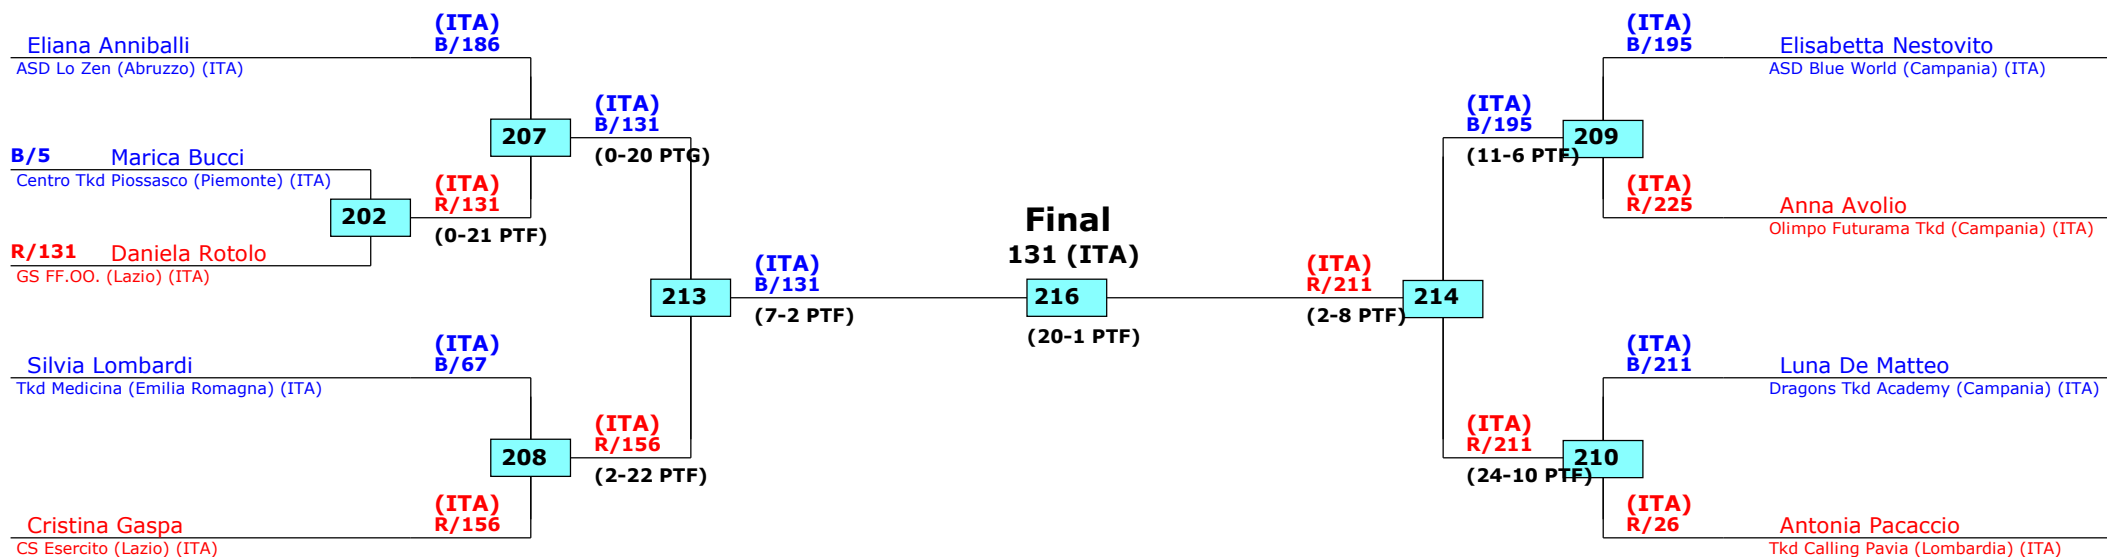 (ITA)
Eliana Anniballi
B/186
ASD Lo Zen (Abruzzo) (ITA)
207
(ITA)
B/131
(0-20 PTG)
B/5
Marica Bucci
Centro Tkd Piossasco (Piemonte) (ITA)
202
(ITA)
R/131
(0-21 PTF)
R/131
Daniela Rotolo
GS FF.OO. (Lazio) (ITA)
213
(ITA)
B/131
(7-2 PTF)
Silvia Lombardi
(ITA)
B/67
Tkd Medicina (Emilia Romagna) (ITA)
208
(ITA)
R/156
(2-22 PTF)
Cristina Gaspa
(ITA)
R/156
CS Esercito (Lazio) (ITA)
Final
131 (ITA)
216
(20-1 PTF)
(ITA)
R/211
(2-8 PTF)
214
(ITA)
B/195
Elisabetta Nestovito
ASD Blue World (Campania) (ITA)
(ITA)
B/195
(11-6 PTF)
209
(ITA)
R/225
Anna Avolio
Olimpo Futurama Tkd (Campania) (ITA)
(ITA)
B/211
Luna De Matteo
Dragons Tkd Academy (Campania) (ITA)
(ITA)
R/211
(24-10 PTF)
210
(ITA)
R/26
Antonia Pacaccio
Tkd Calling Pavia (Lombardia) (ITA)